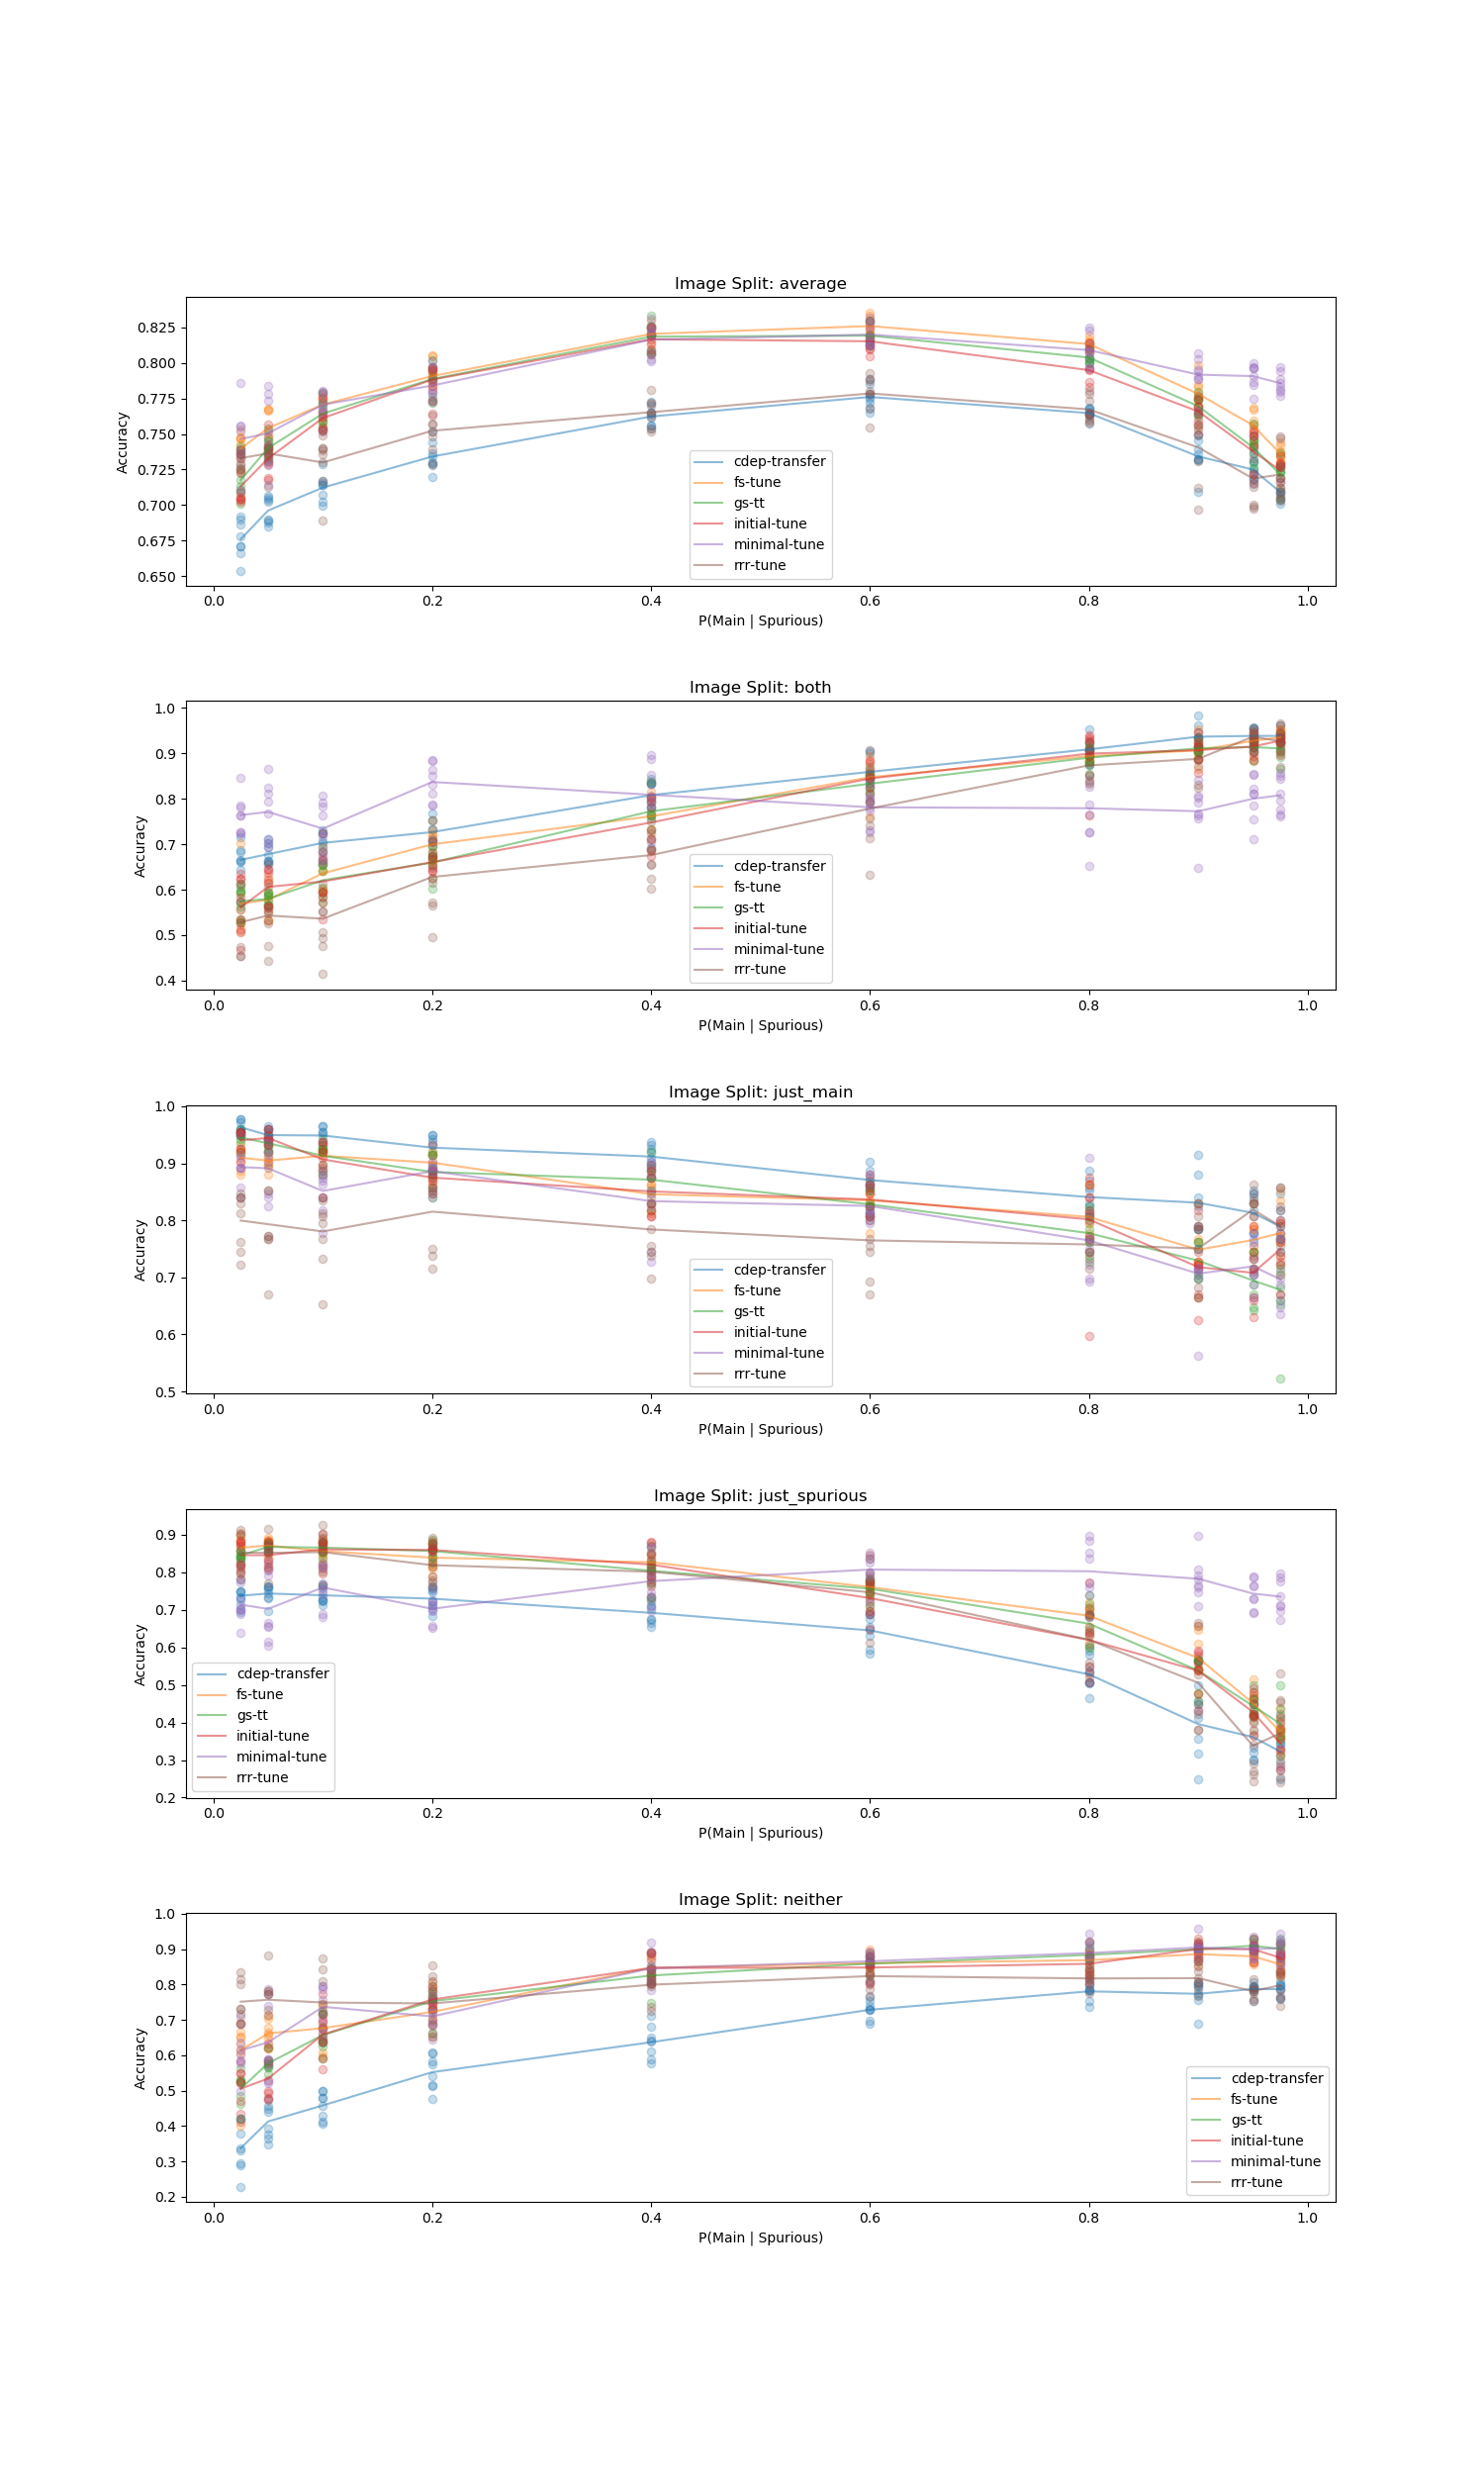 Image Split: average
0.825
0.800
0.775
0.750
0.725
0.700
0.675
0.650
Accuracy
cdep-transfer
fs-tune
gs-tt
initial-tune
minimal-tune
rrr-tune
0.0 0.2 0.4 0.6 0.8 1.0
P(Main | Spurious)
Image Split: both
1.0
0.9
0.8
0.7
0.6
0.5
0.4
Accuracy
cdep-transfer
fs-tune
gs-tt
initial-tune
minimal-tune
rrr-tune
0.0 0.2 0.4 0.6 0.8 1.0
P(Main | Spurious)
Image Split: just_main
1.0
0.9
0.8
0.7
0.6
0.5
Accuracy
cdep-transfer
fs-tune
gs-tt
initial-tune
minimal-tune
rrr-tune
0.0 0.2 0.4 0.6 0.8 1.0
P(Main | Spurious)
Image Split: just_spurious
0.9
0.8
0.7
0.6
0.5
0.4
0.3
0.2
Accuracy
cdep-transfer
fs-tune
gs-tt
initial-tune
minimal-tune
rrr-tune
0.0 0.2 0.4 0.6 0.8 1.0
P(Main | Spurious)
Image Split: neither
1.0
0.9
0.8
0.7
0.6
0.5
0.4
0.3
0.2
Accuracy
cdep-transfer
fs-tune
gs-tt
initial-tune
minimal-tune
rrr-tune
0.0 0.2 0.4 0.6 0.8 1.0
P(Main | Spurious)